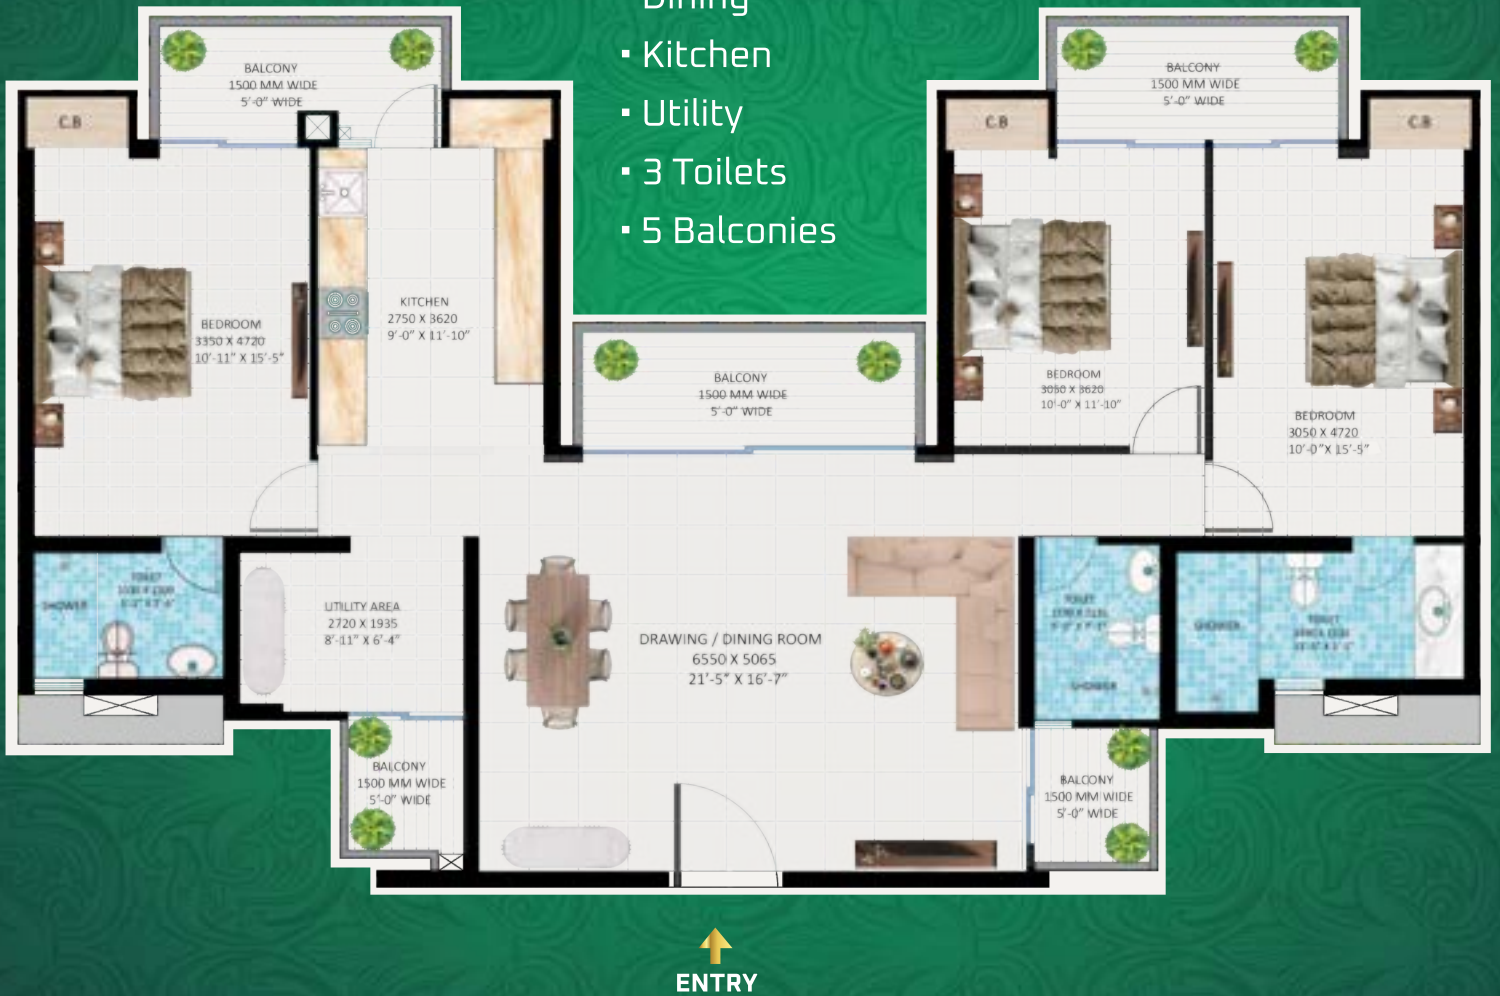 Dining
▪ Kitchen
▪ Utility
▪ 3 Toilets
▪ 5 Balconies
BALCONY
1500 MM WIDE
5'-0" WIDE
BALCONY
1500 MM WIDE
5'-0" WIDE
C.B
C.B
C.B
BEDROOM
3350 X 4720
10'-11" X 15'-5"
KITCHEN
2750 X 3620
9'-0" X 11'-10"
BALCONY
1500 MM WIDE
5'-0" WIDE
BEDROOM
3050 X 3620
10'-0" X 11'-10"
BEDROOM
3050 X 4720
10'-0"X 15'-5"
TOILET
SHOWER
UTILITY AREA
2720 X 1935
8'-11" X 6'-4"
DRAWING / DINING ROOM
6550 X 5065
21'-5" X 16'-7"
TOILET
SHOWER
SHOWER
TOILET
BALCONY
1500 MM WIDE
5'-0" WIDE
BALCONY
1500 MM WIDE
5'-0" WIDE
ENTRY